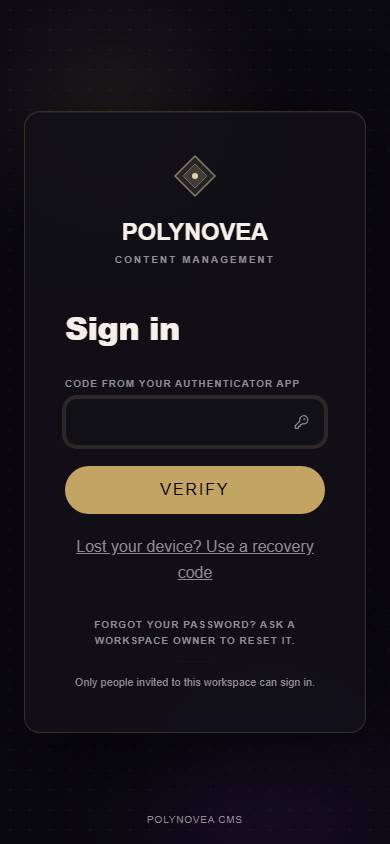 POLYNOVEA
CONTENT MANAGEMENT
Sign in
CODE FROM YOUR AUTHENTICATOR APP
VERIFY
Lost your device? Use a recovery
code
FORGOT YOUR PASSWORD? ASK A
WORKSPACE OWNER TO RESET IT.
Only people invited to this workspace can sign in.
POLYNOVEA CMS